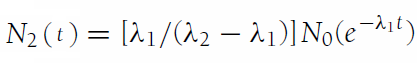 N₂(t) = [λ₁/(λ₂ − λ₁)]N₀(e^{−λ₁t})